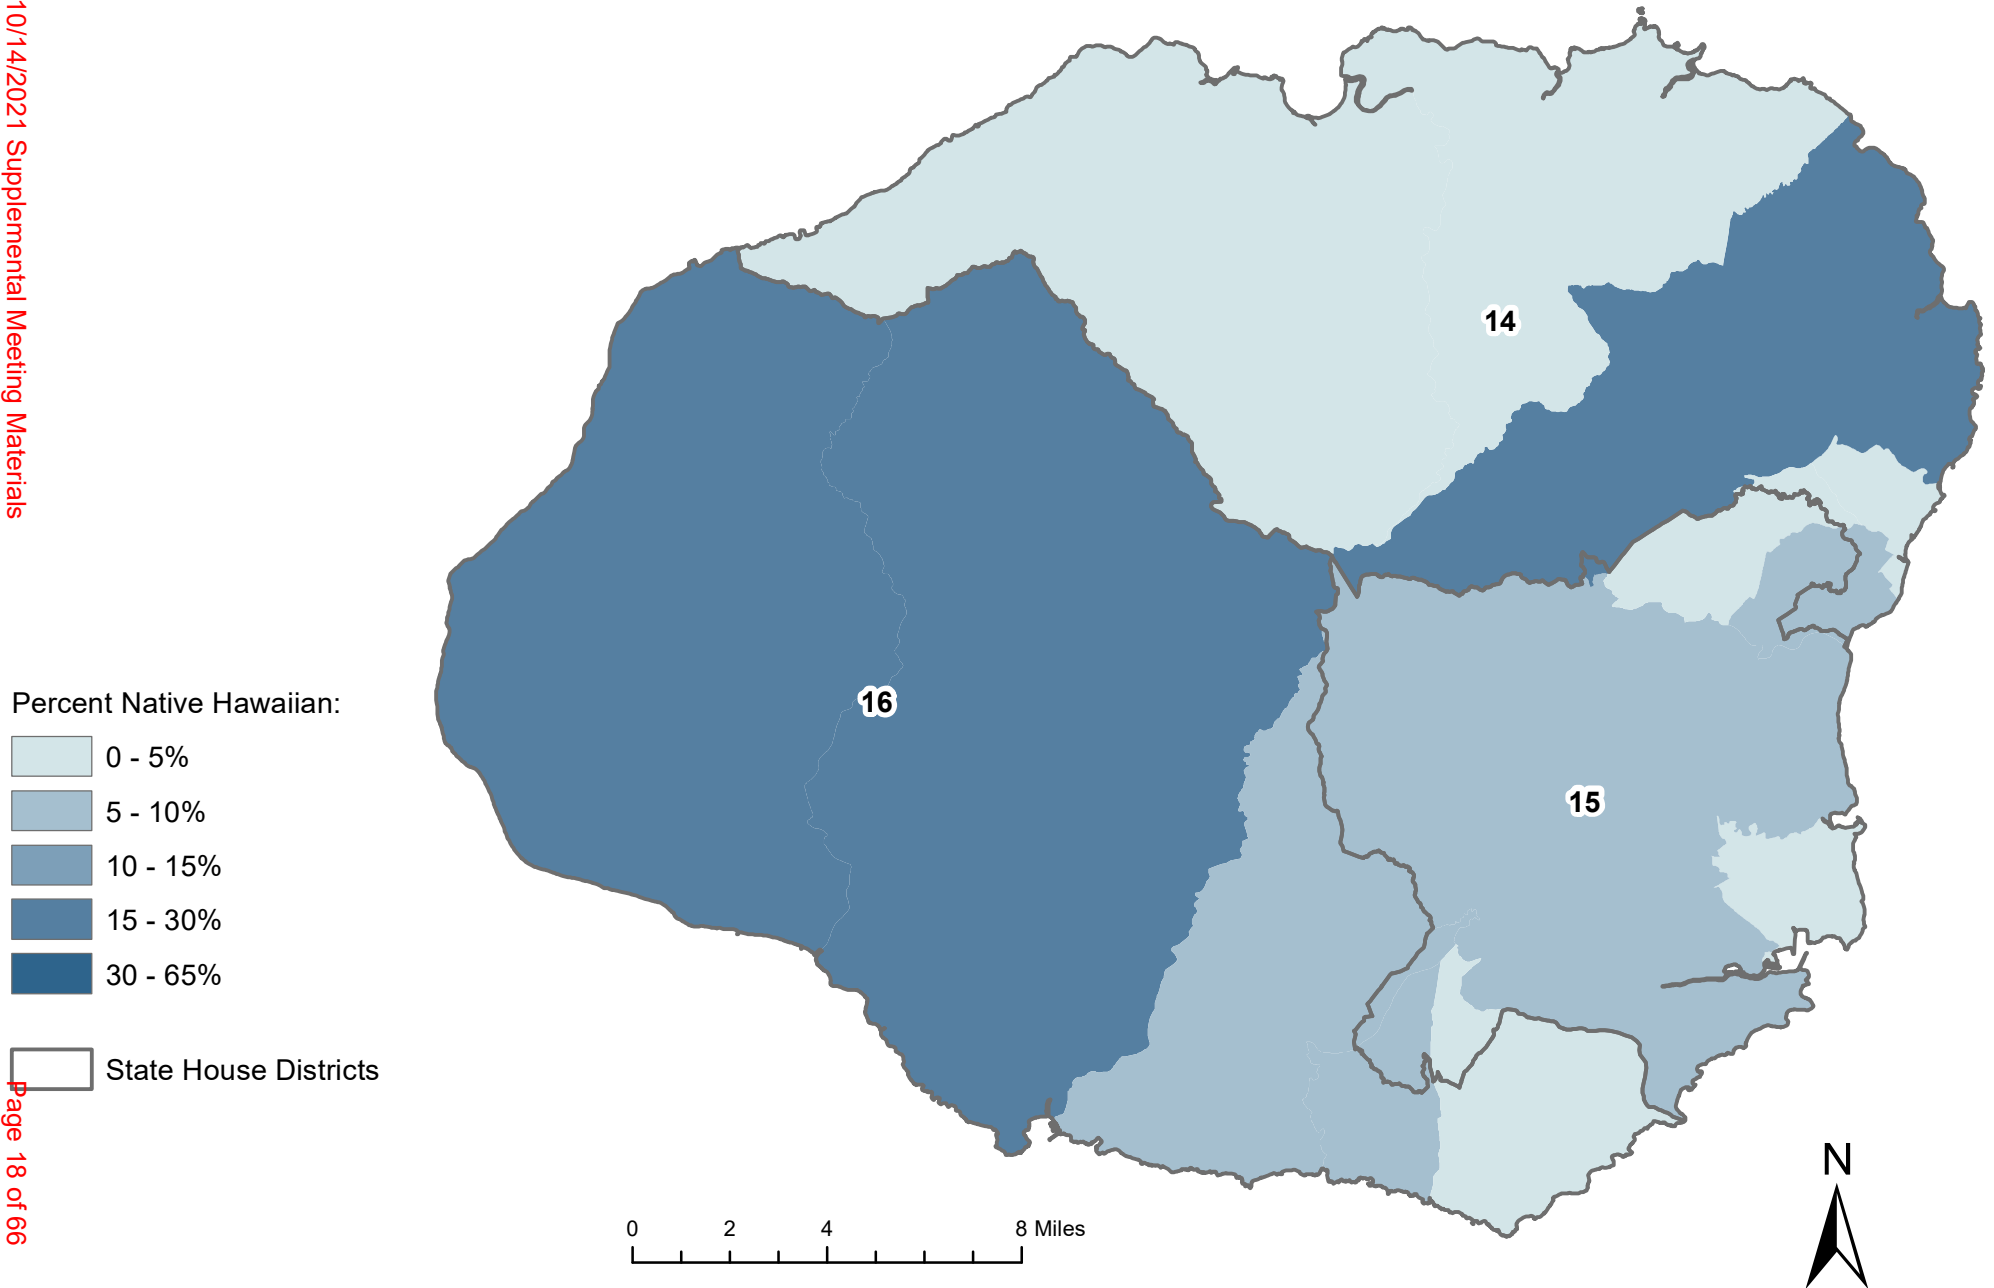 10/14/2021 Supplemental Meeting Materials
14
16
15
Percent Native Hawaiian:
0 - 5%
5 - 10%
10 - 15%
15 - 30%
30 - 65%
State House Districts
Page 18 of 66
0 2 4 8 Miles
N